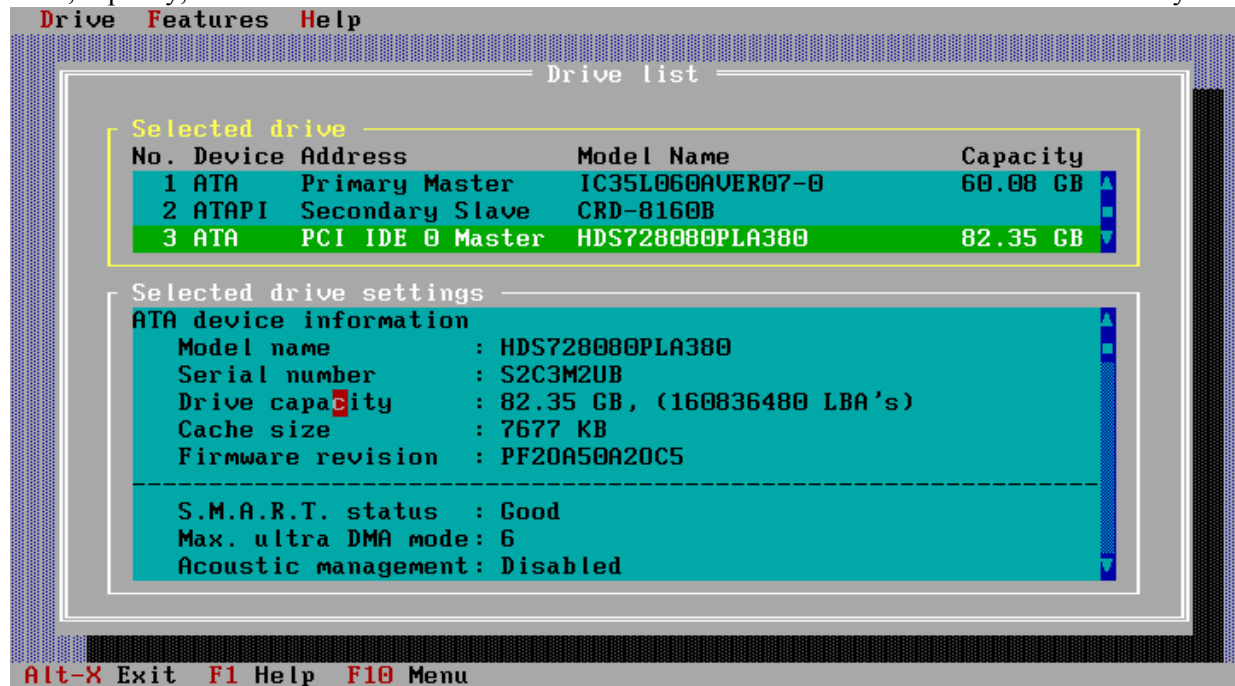 Drive Features Help
Drive list
Selected drive
No. Device Address Model Name Capacity
1 ATA Primary Master IC35L060AVER07-0 60.08 GB
2 ATAPI Secondary Slave CRD-8160B
3 ATA PCI IDE 0 Master HDS728080PLA380 82.35 GB
Selected drive settings
ATA device information
Model name : HDS728080PLA380
Serial number : S2C3M2UB
Drive capacity : 82.35 GB, (160836480 LBA's)
Cache size : 7677 KB
Firmware revision : PF2OA50A20C5
S.M.A.R.T. status : Good
Max. ultra DMA mode: 6
Acoustic management: Disabled
Alt-X Exit F1 Help F10 Menu